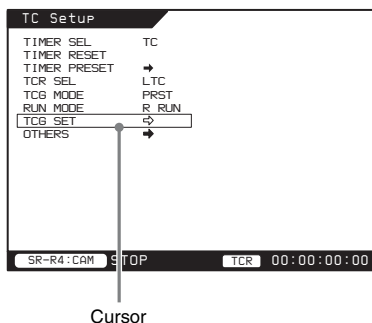 TC Setup
TIMER SEL TC
TIMER RESET
TIMER PRESET ➡
TCR SEL LTC
TCG MODE PRST
RUN MODE R RUN
TCG SET ⇨
OTHERS ➡
SR-R4:CAM STOP TCR 00:00:00:00
Cursor